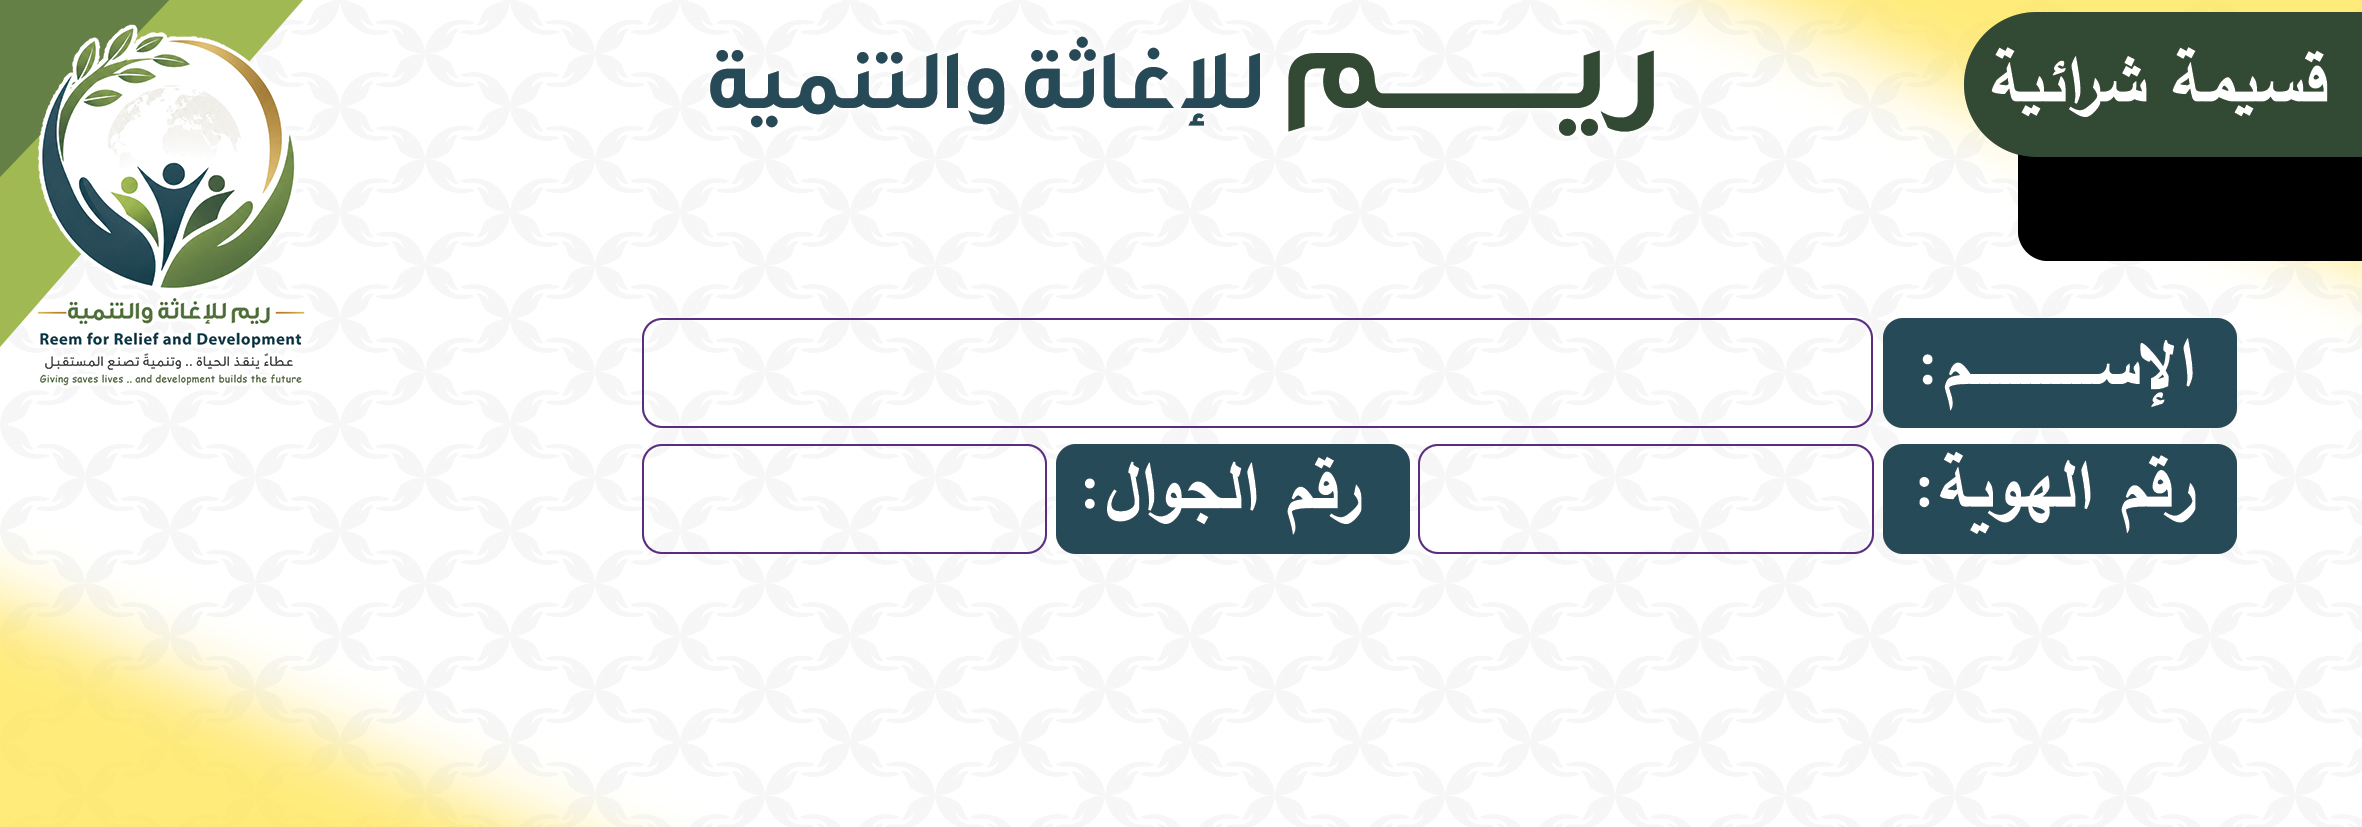 قسيمة شرائية
ريـــــم للإغاثة والتنمية
ريم للإغاثة والتنمية
Reem for Relief and Development
عطاءً ينقذ الحياة .. وتنميةً تصنع المستقبل
Giving saves lives .. and development builds the future
الإســـــــم:
رقم الهوية:
رقم الجوال: